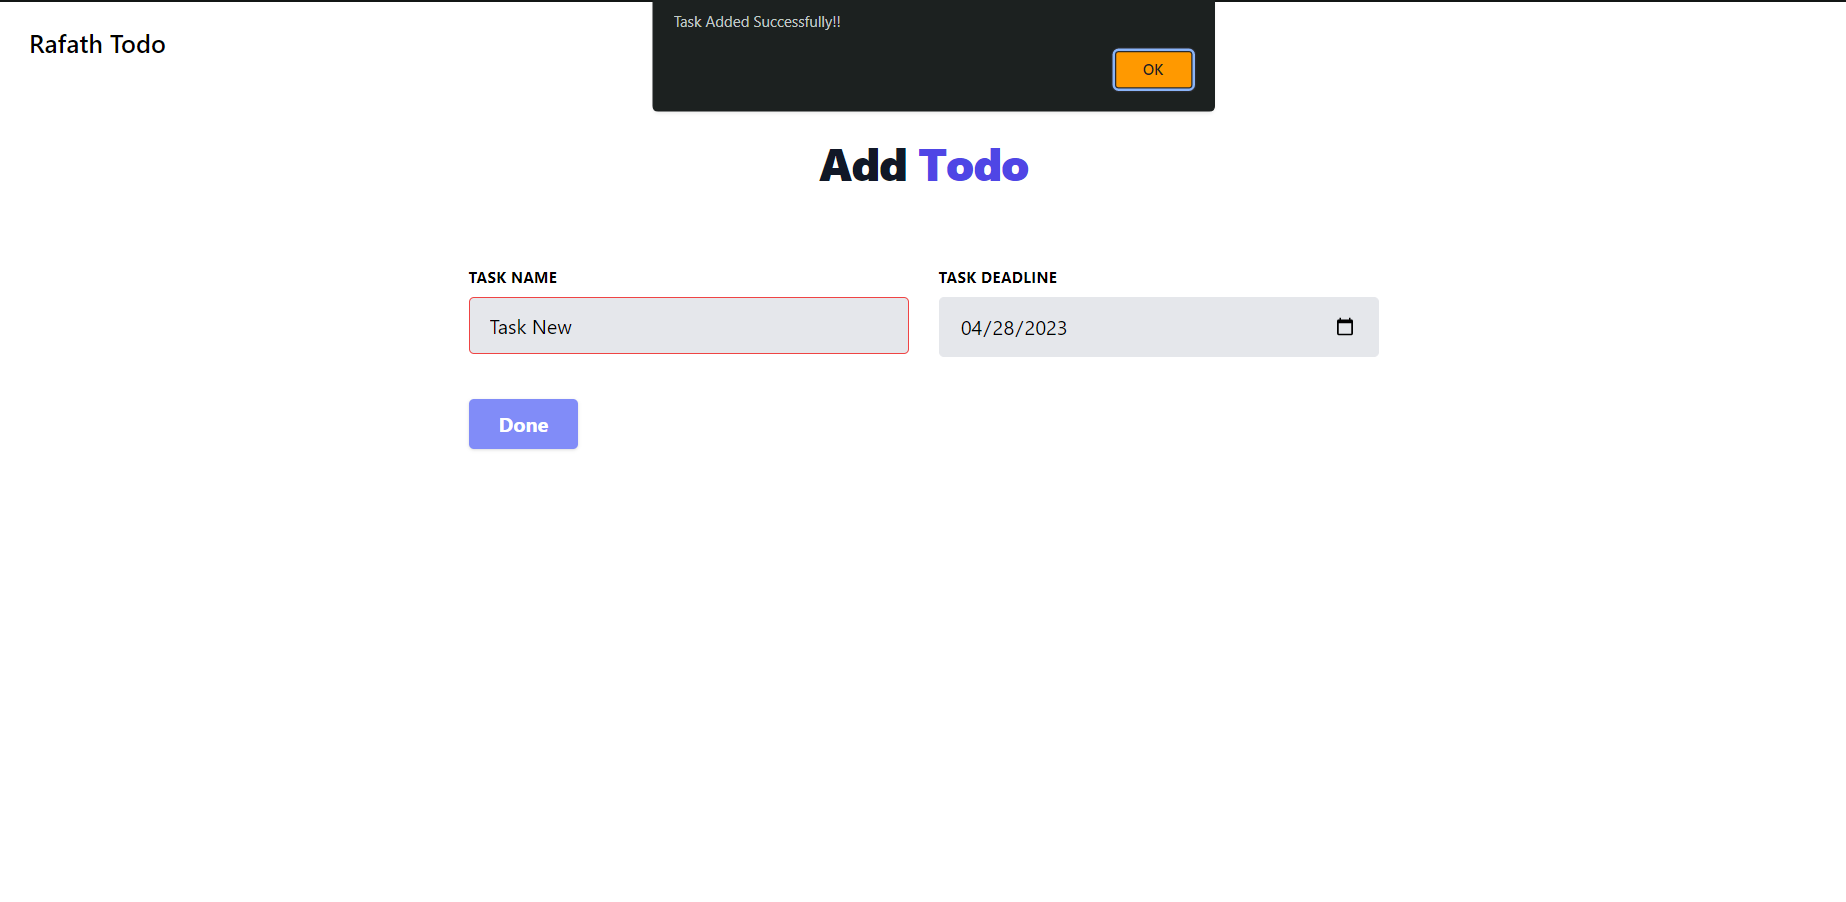 Task Added Successfully!!
Rafath Todo
OK
Add Todo
TASK NAME
TASK DEADLINE
Task New
04/28/2023
Done